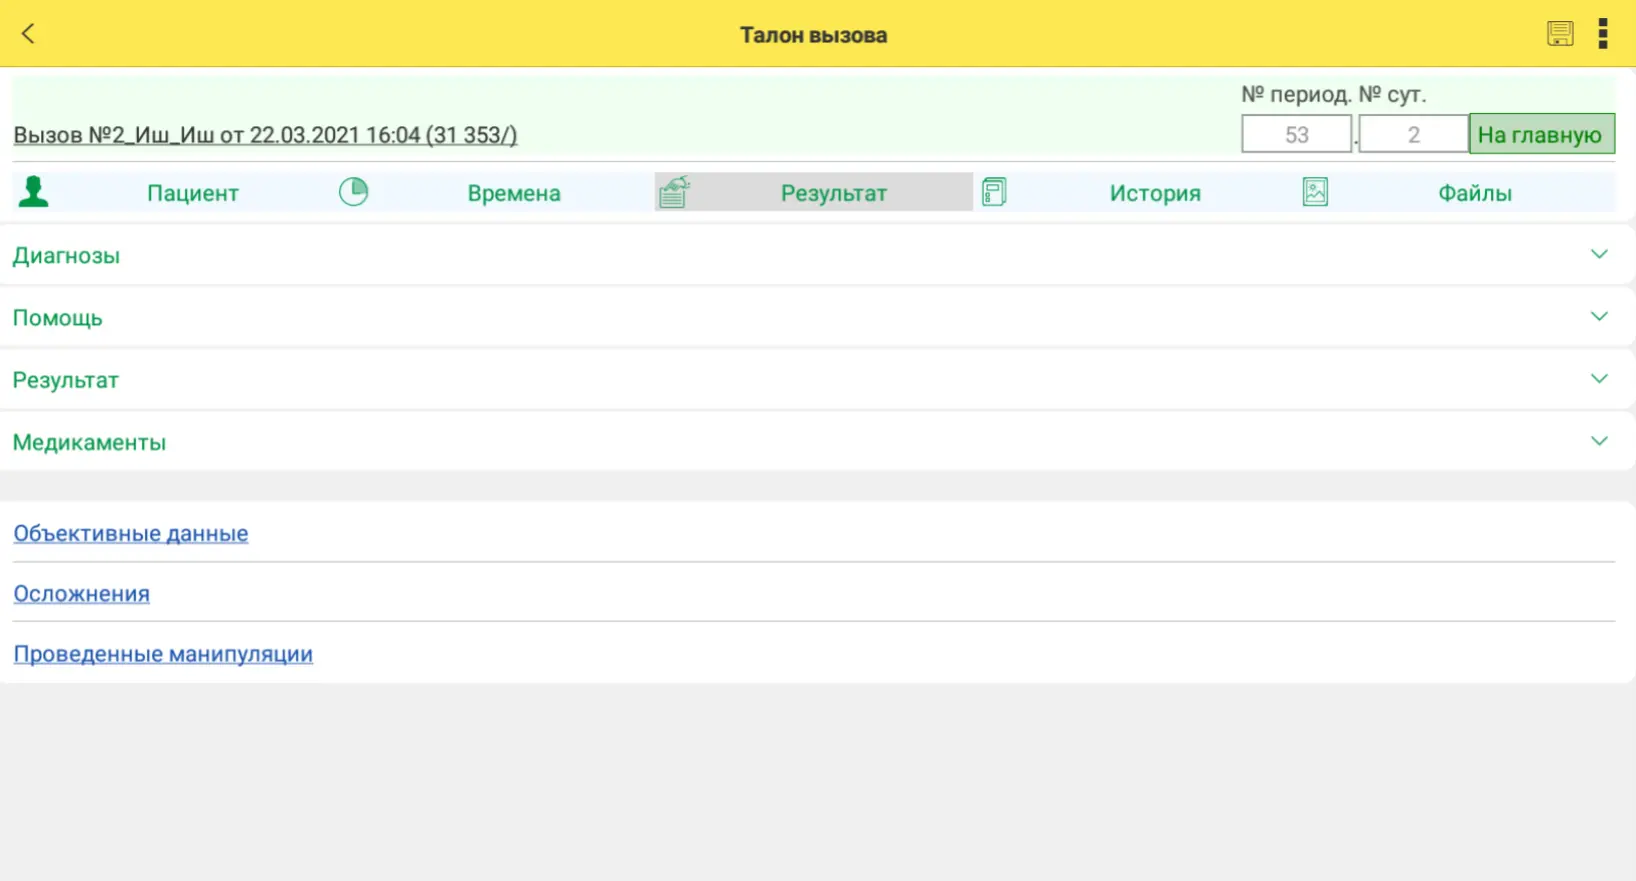 Талон вызова
№ период. № сут.
Вызов №2_Иш_Иш от 22.03.2021 16:04 (31 353/)
53 . 2 На главную
Пациент Времена Результат История Файлы
Диагнозы
Помощь
Результат
Медикаменты
Объективные данные
Осложнения
Проведенные манипуляции